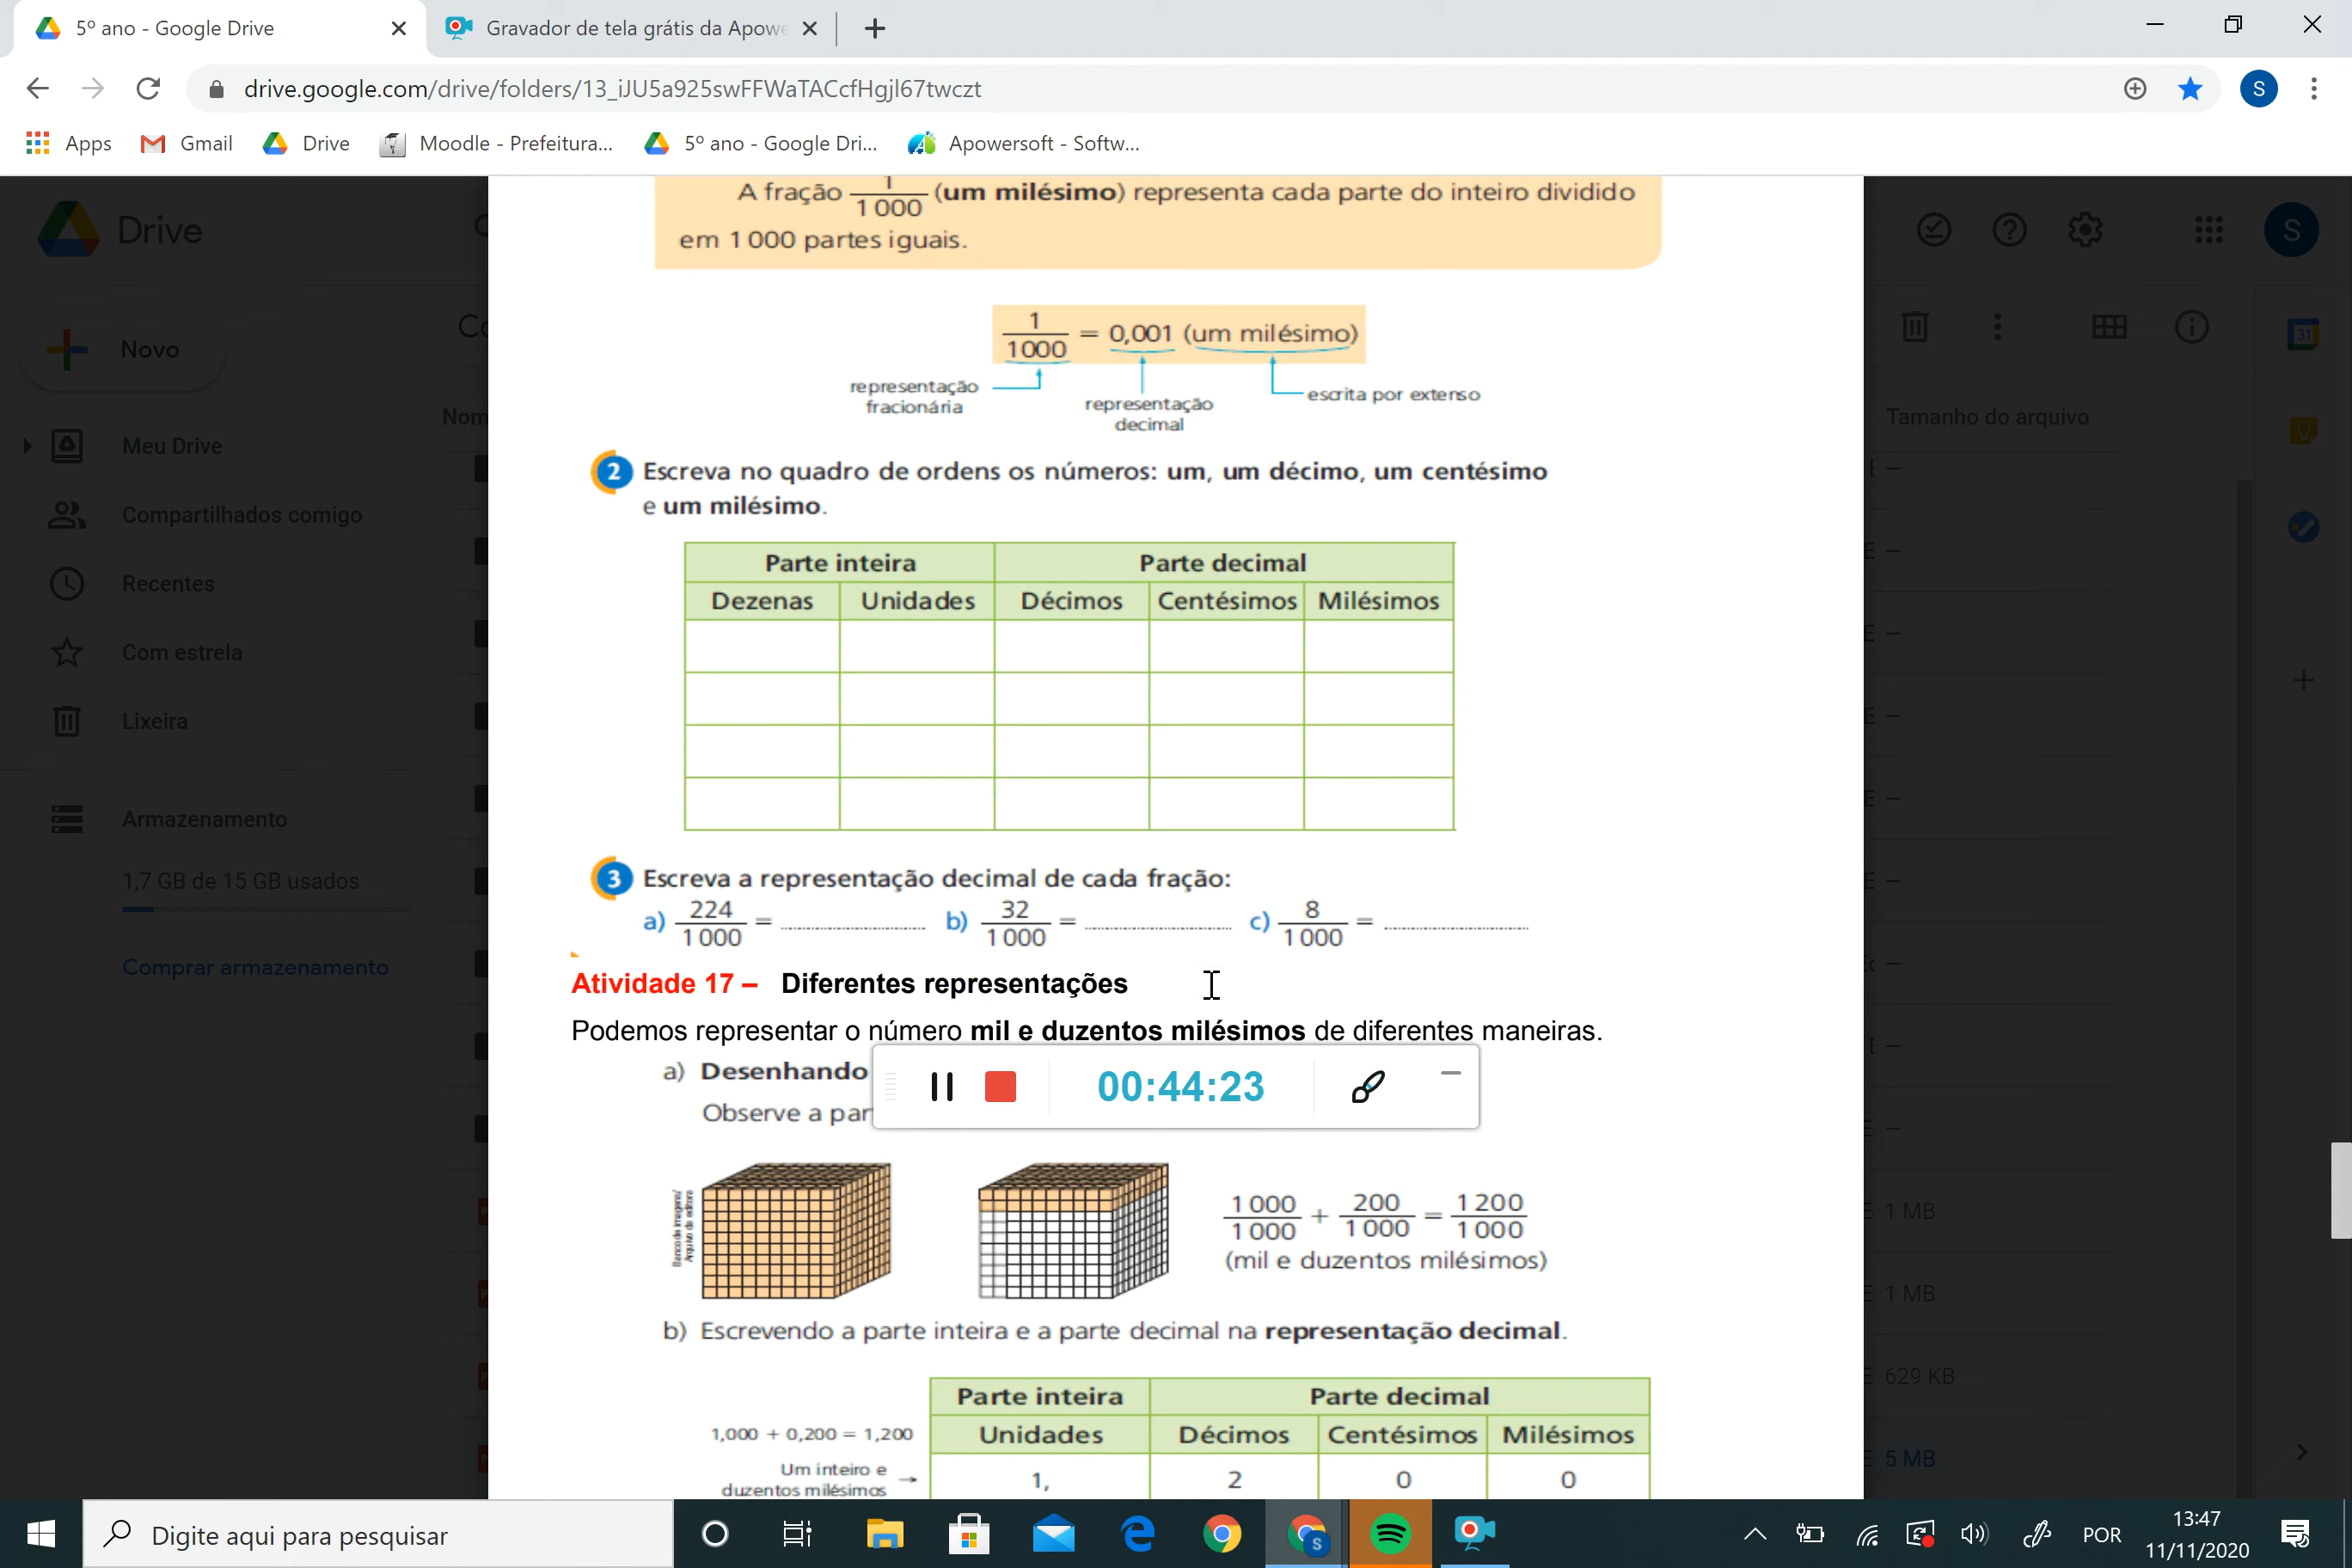 5º ano - Google Drive
Gravador de tela grátis da Apowe
drive.google.com/drive/folders/13_iJU5a925swFFWaTACcfHgjl67twczt
S
Apps
Gmail
Drive
Moodle - Prefeitura...
5º ano - Google Dri...
Apowersoft - Softw...
Drive
S
Novo
Nom
Tamanho do arquivo
Meu Drive
Compartilhados comigo
Recentes
Com estrela
Lixeira
Armazenamento
1,7 GB de 15 GB usados
Comprar armazenamento
31
1 MB
1 MB
629 KB
5 MB
A fração 1/1 000 (um milésimo) representa cada parte do inteiro dividido
em 1 000 partes iguais.
1/1000 = 0,001 (um milésimo)
representação
fracionária
representação
decimal
escrita por extenso
2 Escreva no quadro de ordens os números: um, um décimo, um centésimo
e um milésimo.
Parte inteira Parte decimal
Dezenas Unidades Décimos Centésimos Milésimos
3 Escreva a representação decimal de cada fração:
a) 224/1 000 = .................... b) 32/1 000 = .................... c) 8/1 000 = ....................
Atividade 17 – Diferentes representações
Podemos representar o número mil e duzentos milésimos de diferentes maneiras.
a) Desenhando
00:44:23
Observe a par
Banco de imagens/
Arquivo da editora
1 000/1 000 + 200/1 000 = 1 200/1 000
(mil e duzentos milésimos)
b) Escrevendo a parte inteira e a parte decimal na representação decimal.
Parte inteira Parte decimal
1,000 + 0,200 = 1,200
Unidades Décimos Centésimos Milésimos
Um inteiro e
duzentos milésimos → 1, 2 0 0
Digite aqui para pesquisar
S
POR
13:47
11/11/2020